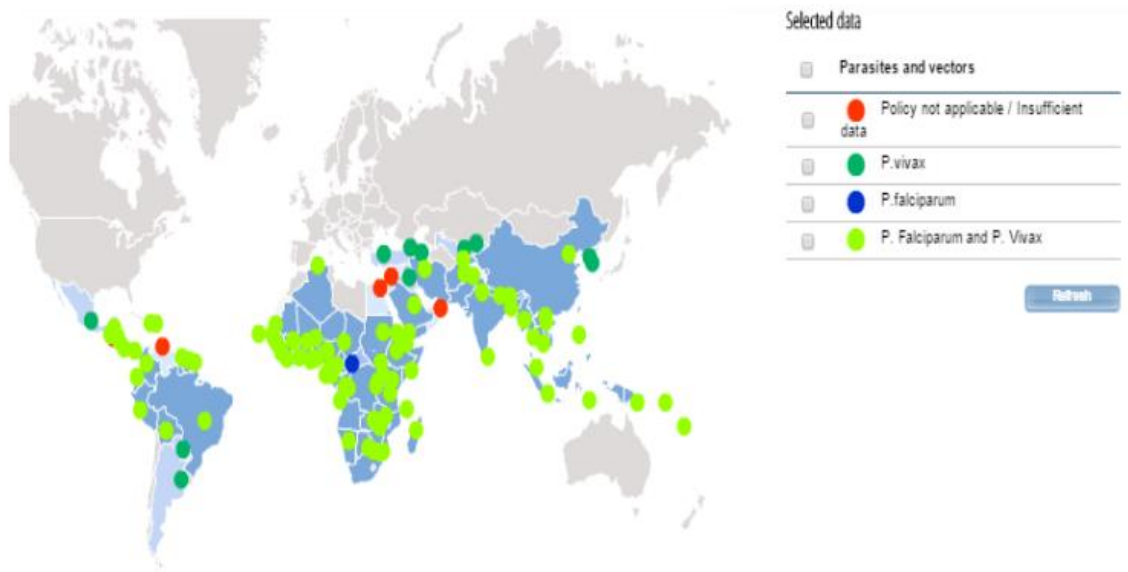 Selected data
Parasites and vectors
Policy not applicable / Insufficient
data
P.vivax
P.falciparum
P. Falciparum and P. Vivax
Refresh